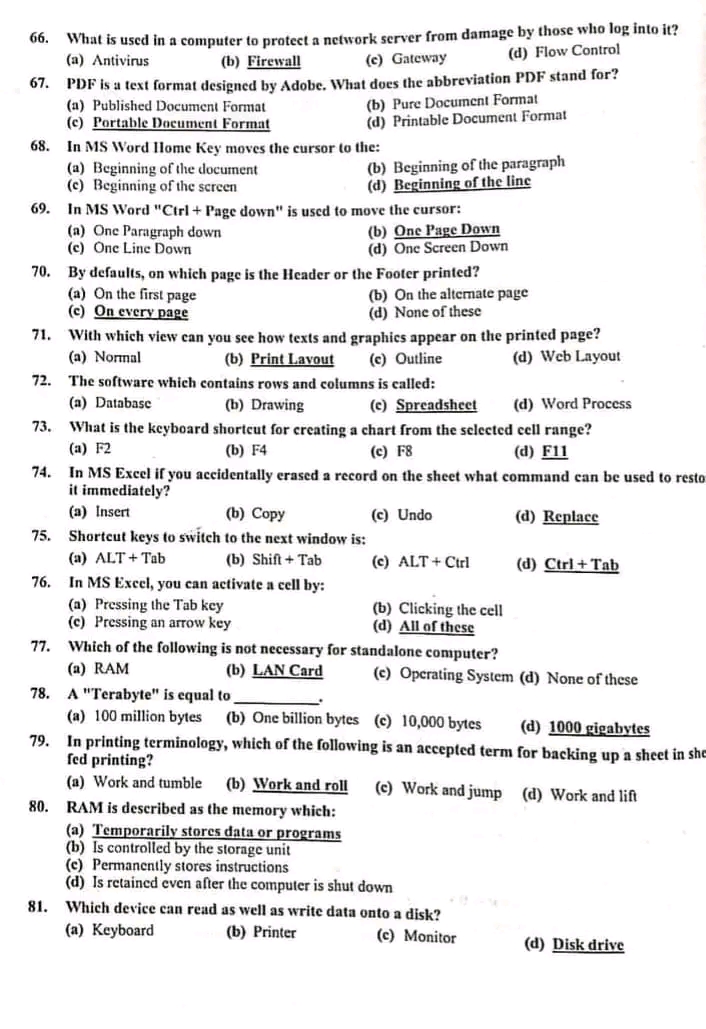 66. What is used in a computer to protect a network server from damage by those who log into it?
(a) Antivirus (b) Firewall (c) Gateway (d) Flow Control
67. PDF is a text format designed by Adobe. What does the abbreviation PDF stand for?
(a) Published Document Format (b) Pure Document Format
(c) Portable Document Format (d) Printable Document Format
68. In MS Word Home Key moves the cursor to the:
(a) Beginning of the document (b) Beginning of the paragraph
(c) Beginning of the screen (d) Beginning of the line
69. In MS Word "Ctrl + Page down" is used to move the cursor:
(a) One Paragraph down (b) One Page Down
(c) One Line Down (d) One Screen Down
70. By defaults, on which page is the Header or the Footer printed?
(a) On the first page (b) On the alternate page
(c) On every page (d) None of these
71. With which view can you see how texts and graphics appear on the printed page?
(a) Normal (b) Print Layout (c) Outline (d) Web Layout
72. The software which contains rows and columns is called:
(a) Database (b) Drawing (c) Spreadsheet (d) Word Process
73. What is the keyboard shortcut for creating a chart from the selected cell range?
(a) F2 (b) F4 (c) F8 (d) F11
74. In MS Excel if you accidentally erased a record on the sheet what command can be used to resto
it immediately?
(a) Insert (b) Copy (c) Undo (d) Replace
75. Shortcut keys to switch to the next window is:
(a) ALT + Tab (b) Shift + Tab (c) ALT + Ctrl (d) Ctrl + Tab
76. In MS Excel, you can activate a cell by:
(a) Pressing the Tab key (b) Clicking the cell
(c) Pressing an arrow key (d) All of these
77. Which of the following is not necessary for standalone computer?
(a) RAM (b) LAN Card (c) Operating System (d) None of these
78. A "Terabyte" is equal to ________.
(a) 100 million bytes (b) One billion bytes (c) 10,000 bytes (d) 1000 gigabytes
79. In printing terminology, which of the following is an accepted term for backing up a sheet in she
fed printing?
(a) Work and tumble (b) Work and roll (c) Work and jump (d) Work and lift
80. RAM is described as the memory which:
(a) Temporarily stores data or programs
(b) Is controlled by the storage unit
(c) Permanently stores instructions
(d) Is retained even after the computer is shut down
81. Which device can read as well as write data onto a disk?
(a) Keyboard (b) Printer (c) Monitor (d) Disk drive